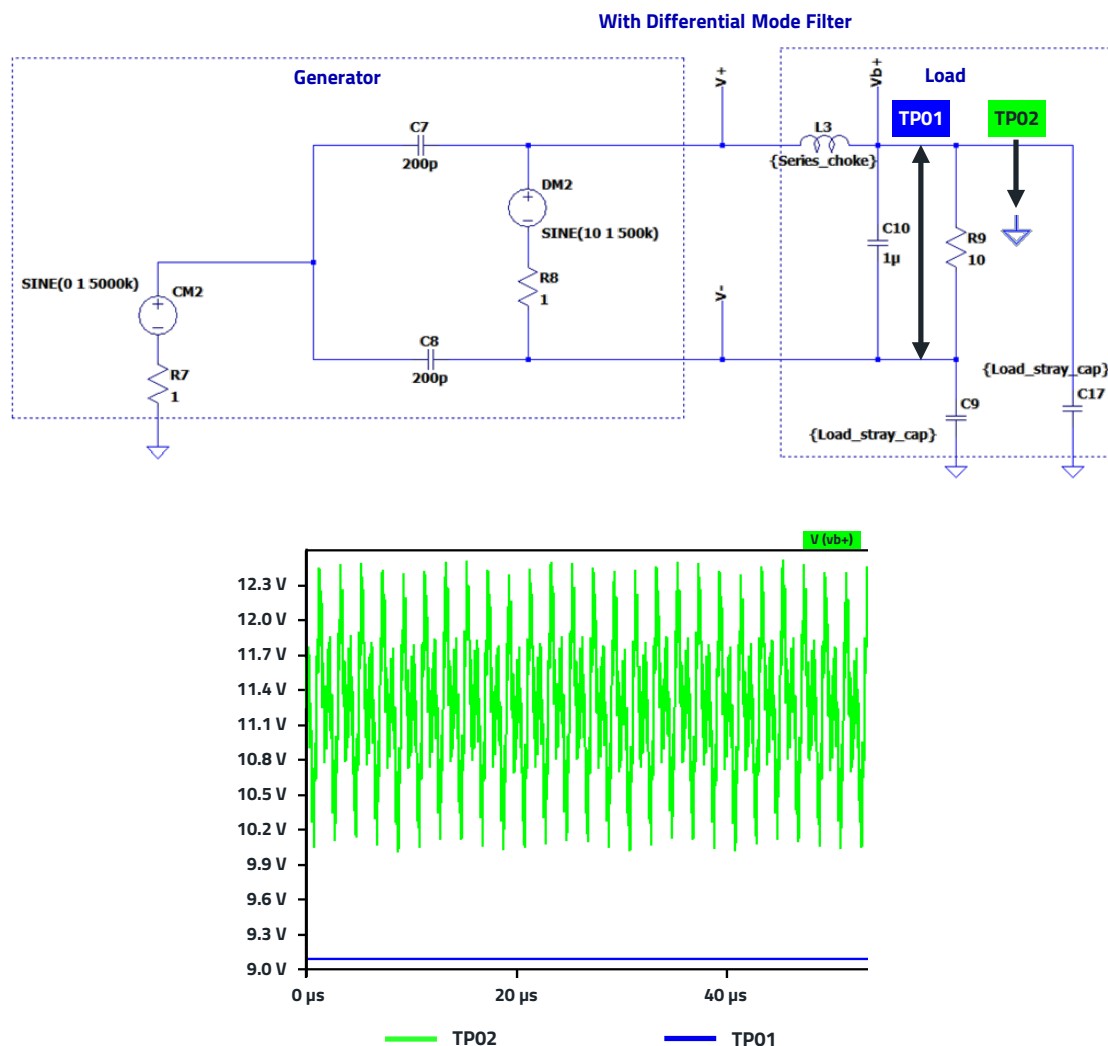 With Differential Mode Filter
Generator
Load
V+
Vb+
TP01
TP02
C7
200p
L3
{Series_choke}
DM2
SINE(10 1 500k)
C10
1µ
R9
10
SINE(0 1 5000k)
CM2
R8
1
V-
C8
200p
R7
1
{Load_stray_cap}
C9
C17
{Load_stray_cap}
V (vb+)
12.3 V
12.0 V
11.7 V
11.4 V
11.1 V
10.8 V
10.5 V
10.2 V
9.9 V
9.6 V
9.3 V
9.0 V
0 µs
20 µs
40 µs
TP02
TP01